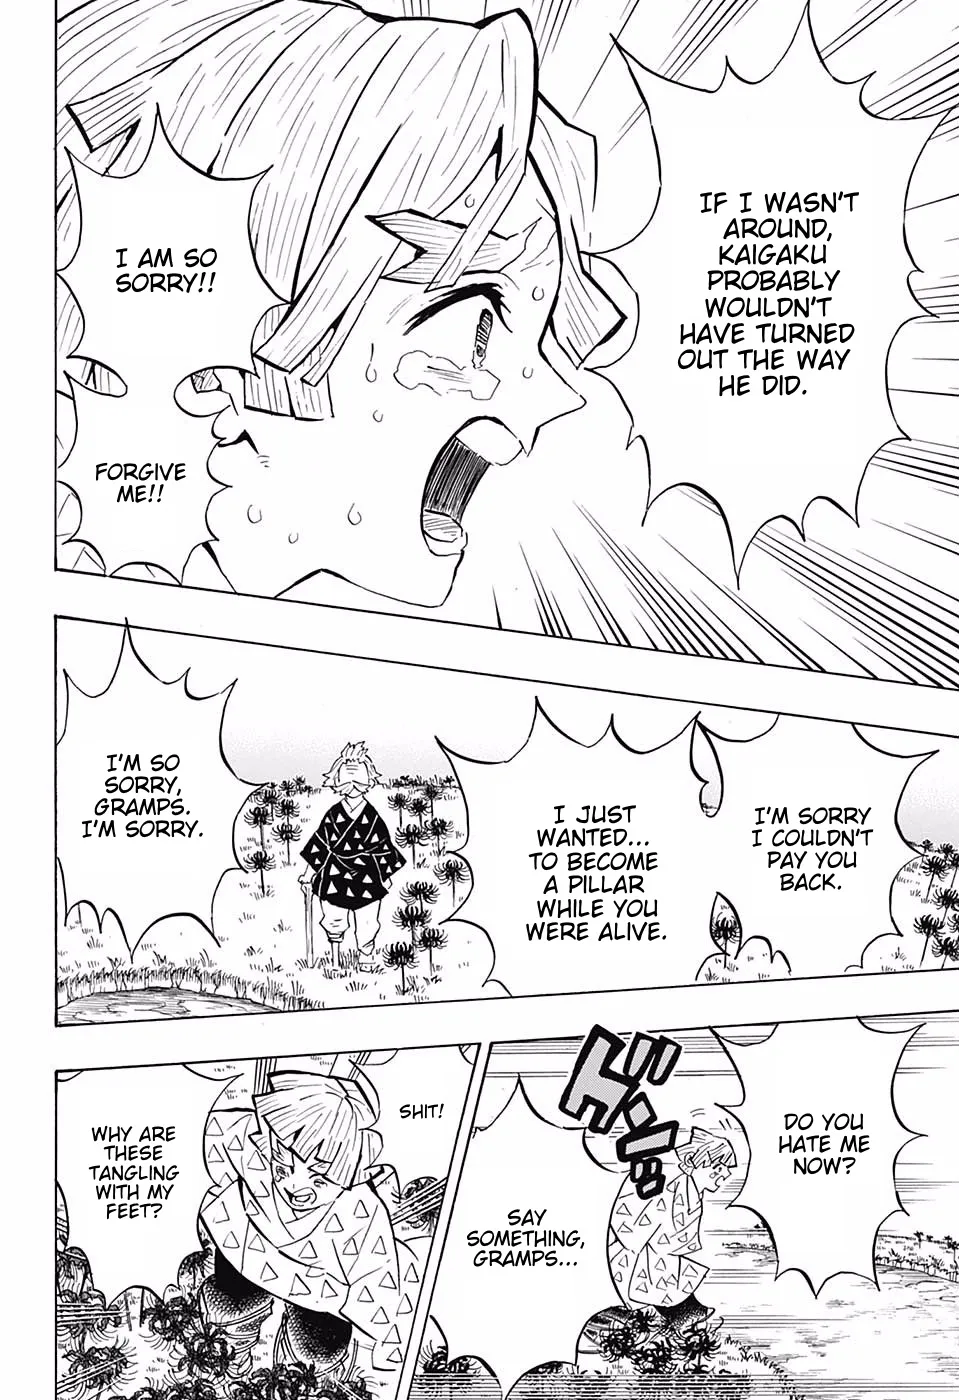 IF I WASN'T
AROUND,
KAIGAKU
PROBABLY
WOULDN'T
HAVE TURNED
OUT THE WAY
HE DID.
I AM SO
SORRY!!
FORGIVE
ME!!
I'M SORRY
I COULDN'T
PAY YOU
BACK.
I JUST
WANTED...
TO BECOME
A PILLAR
WHILE YOU
WERE ALIVE.
I'M SO
SORRY,
GRAMPS.
I'M SORRY.
DO YOU
HATE ME
NOW?
SAY
SOMETHING,
GRAMPS...
SHIT!
WHY ARE
THESE
TANGLING
WITH MY
FEET?